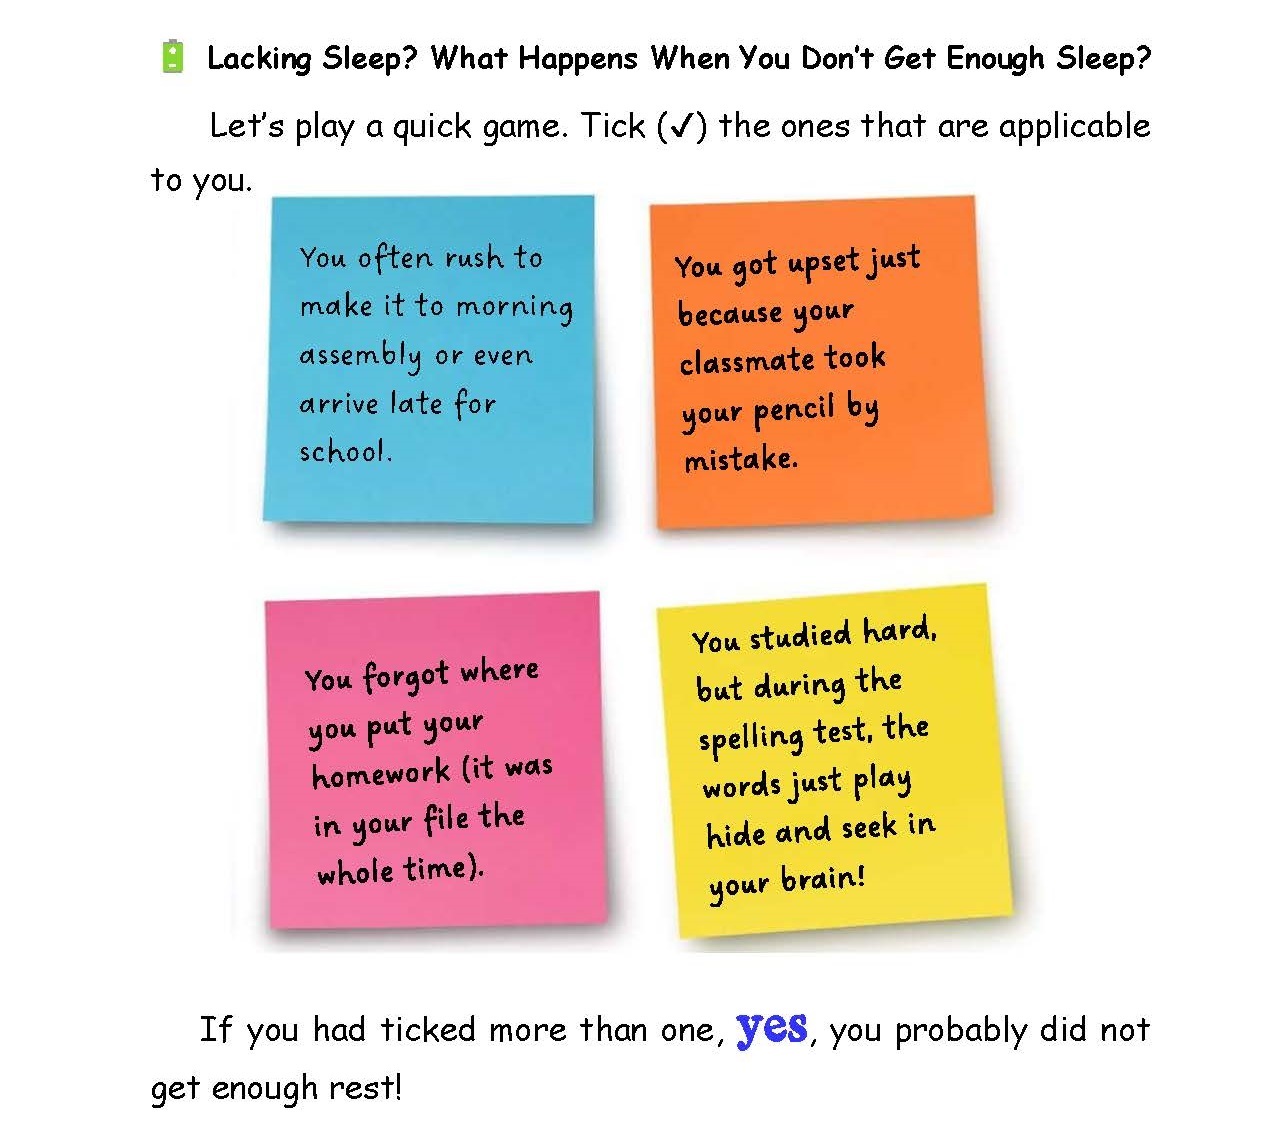 Lacking Sleep? What Happens When You Don't Get Enough Sleep?
Let's play a quick game. Tick (✓) the ones that are applicable
to you.
You often rush to
make it to morning
assembly or even
arrive late for
school.
You got upset just
because your
classmate took
your pencil by
mistake.
You forgot where
you put your
homework (it was
in your file the
whole time).
You studied hard,
but during the
spelling test, the
words just play
hide and seek in
your brain!
If you had ticked more than one, yes, you probably did not
get enough rest!